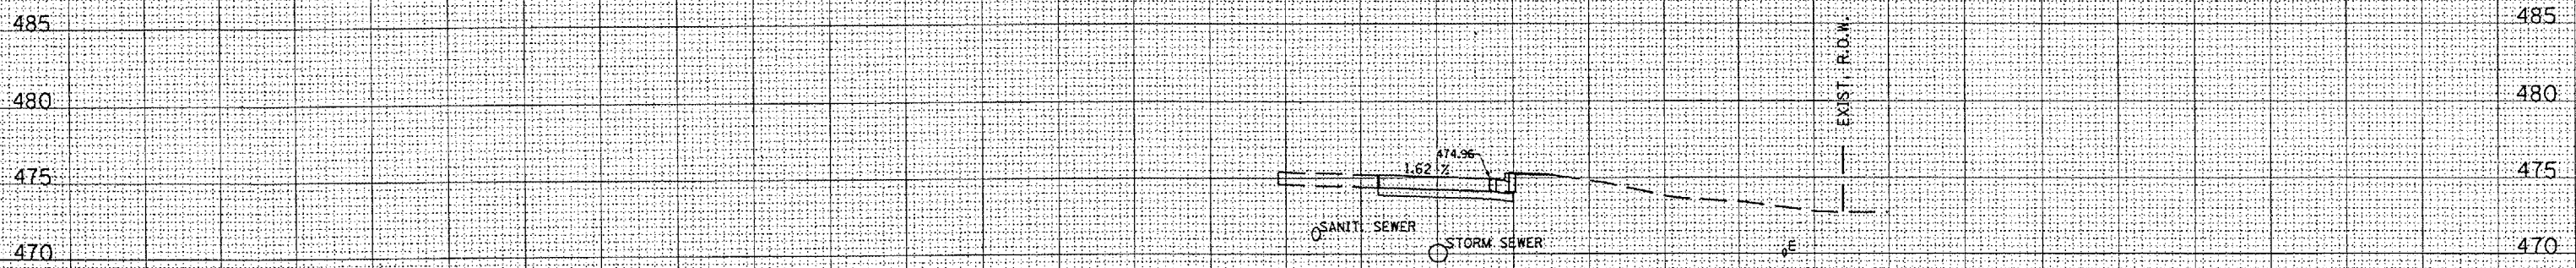 485
485
EXIST. R.O.W.
480
480
474.96
1.62 %
475
475
SANIT. SEWER
STORM SEWER
E
470
470